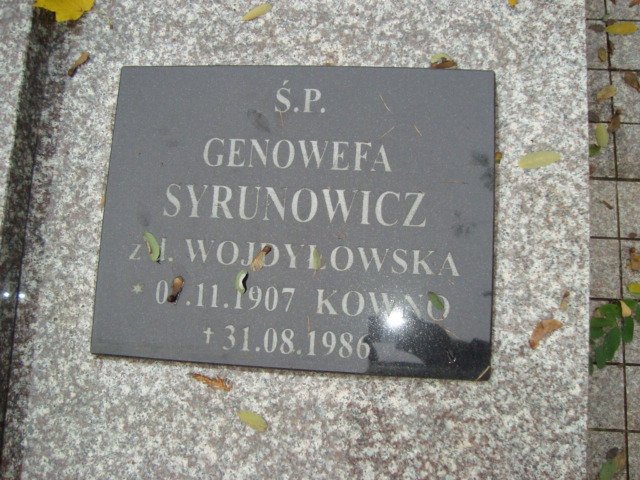 Ś.P.
GENOWEFA
SYRUNOWICZ
WOJDYŁOWSKA
KOWNO
† 31.08.1986